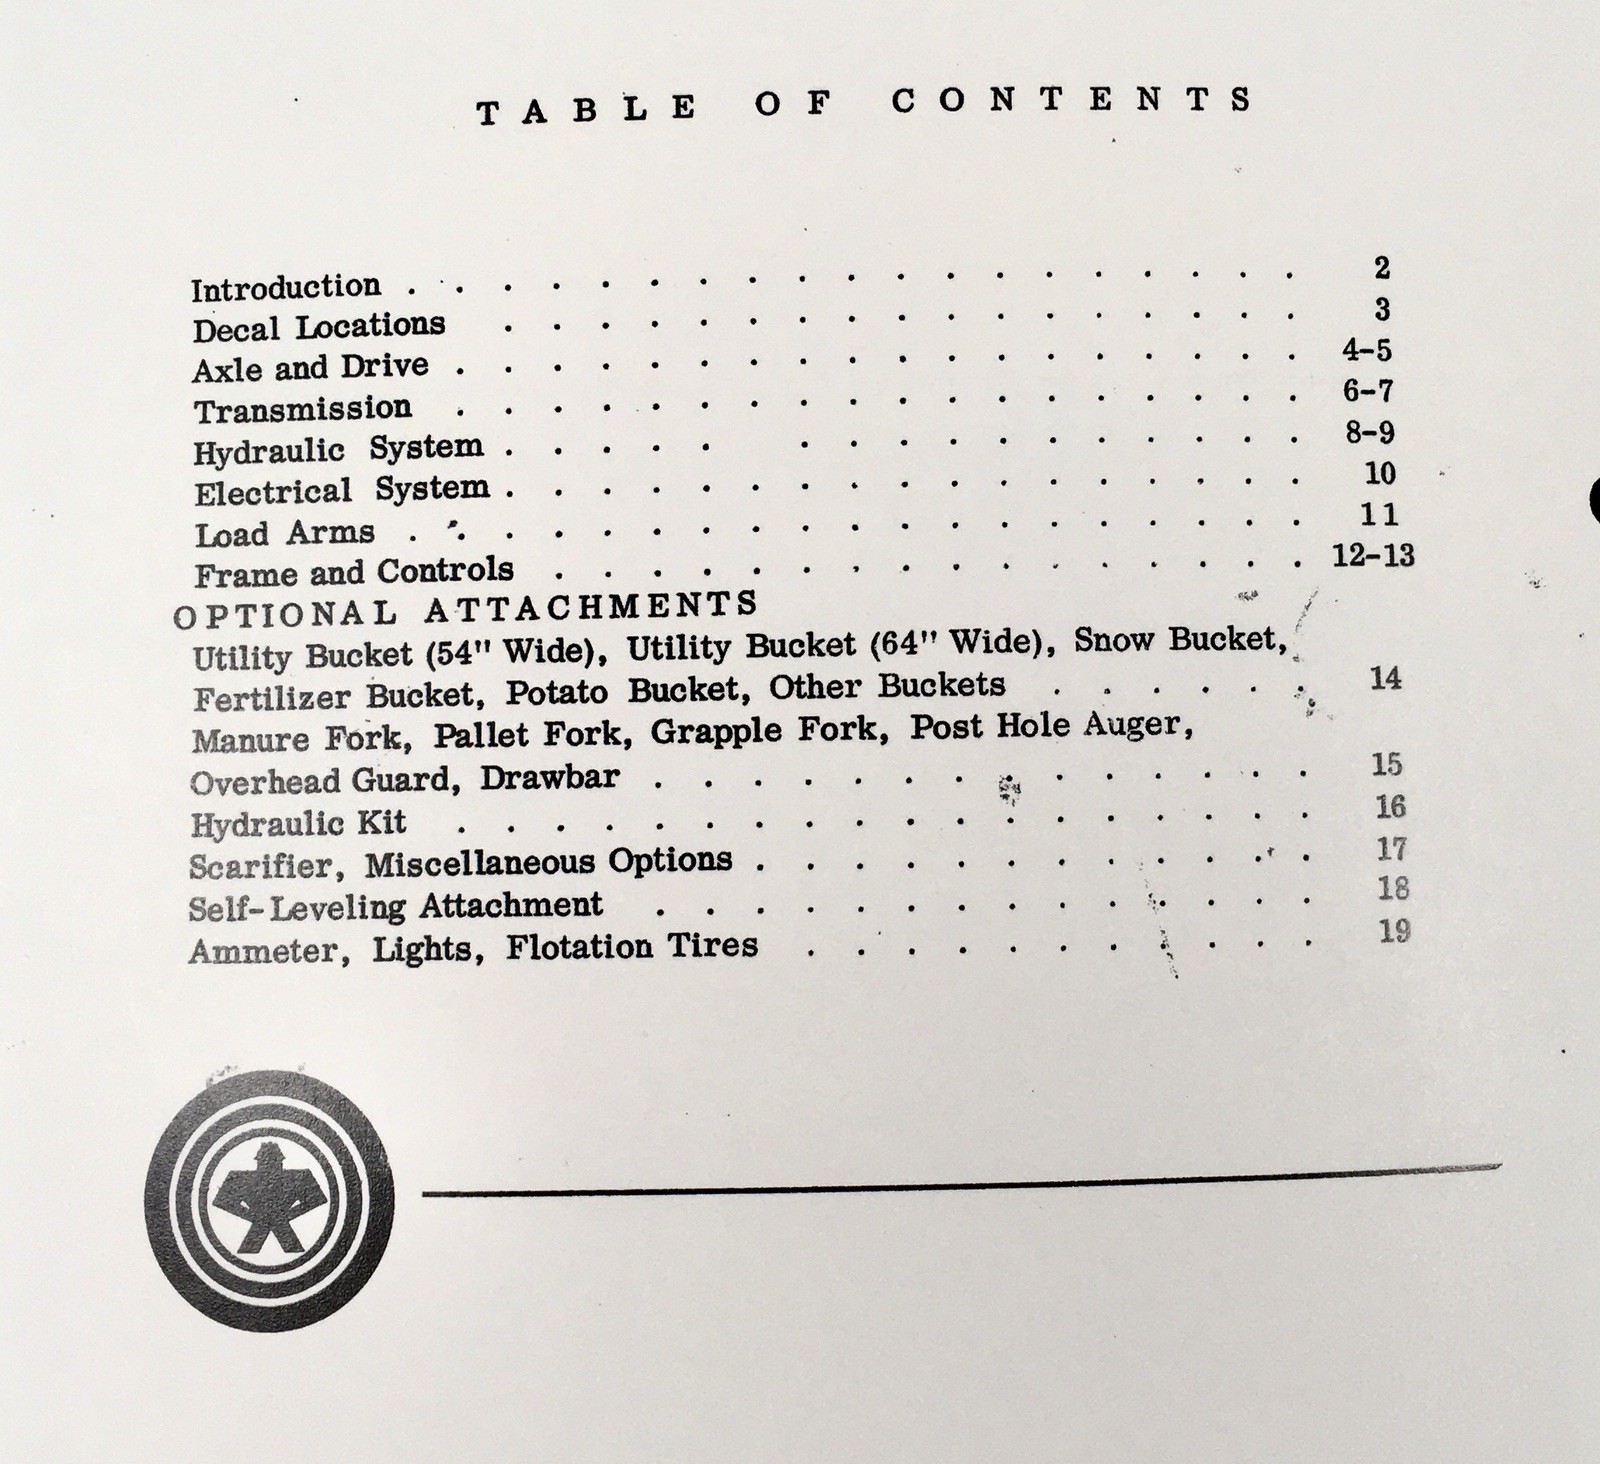 TABLE OF CONTENTS
Introduction . . . . . . . . . . . . . . . . . . . 2
Decal Locations . . . . . . . . . . . . . . . . . 3
Axle and Drive . . . . . . . . . . . . . . . . . . 4-5
Transmission . . . . . . . . . . . . . . . . . . 6-7
Hydraulic System . . . . . . . . . . . . . . . . 8-9
Electrical System . . . . . . . . . . . . . . . . . 10
Load Arms . . . . . . . . . . . . . . . . . . . 11
Frame and Controls . . . . . . . . . . . . . . . . 12-13
OPTIONAL ATTACHMENTS
Utility Bucket (54" Wide), Utility Bucket (64" Wide), Snow Bucket,
Fertilizer Bucket, Potato Bucket, Other Buckets . . . . . . 14
Manure Fork, Pallet Fork, Grapple Fork, Post Hole Auger,
Overhead Guard, Drawbar . . . . . . . . . . . . . . 15
Hydraulic Kit . . . . . . . . . . . . . . . . . . 16
Scarifier, Miscellaneous Options . . . . . . . . . . . . 17
Self-Leveling Attachment . . . . . . . . . . . . . . 18
Ammeter, Lights, Flotation Tires . . . . . . . . . . . 19